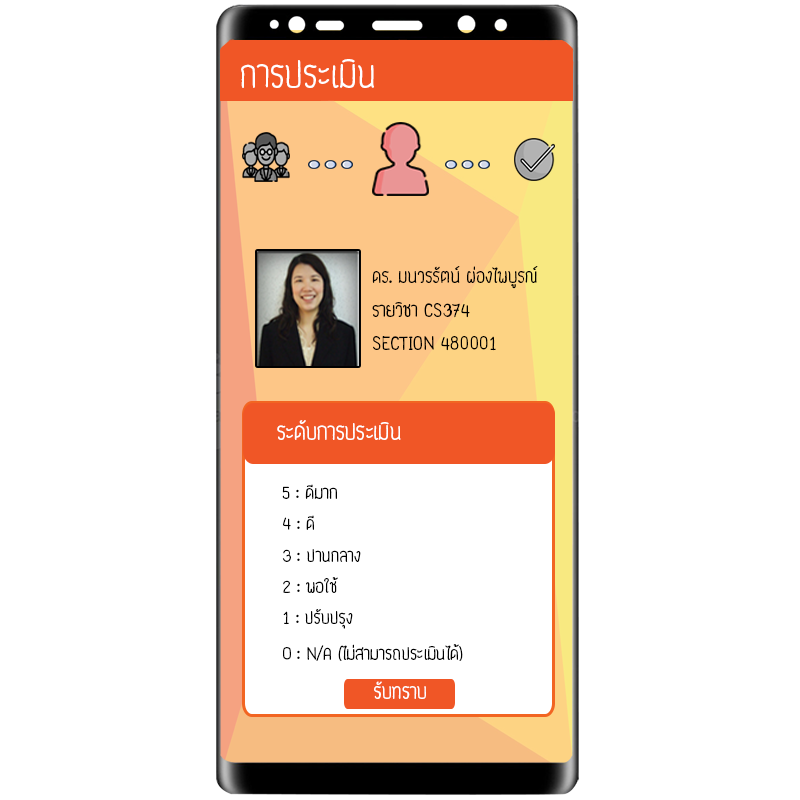 การประเมิน
ดร. มนวรรัตน์ ผ่องไพบูรณ์
รายวิชา CS374
SECTION 480001
ระดับการประเมิน
5 : ดีมาก
4 : ดี
3 : ปานกลาง
2 : พอใช้
1 : ปรับปรุง
0 : N/A (ไม่สามารถประเมินได้)
รับทราบ